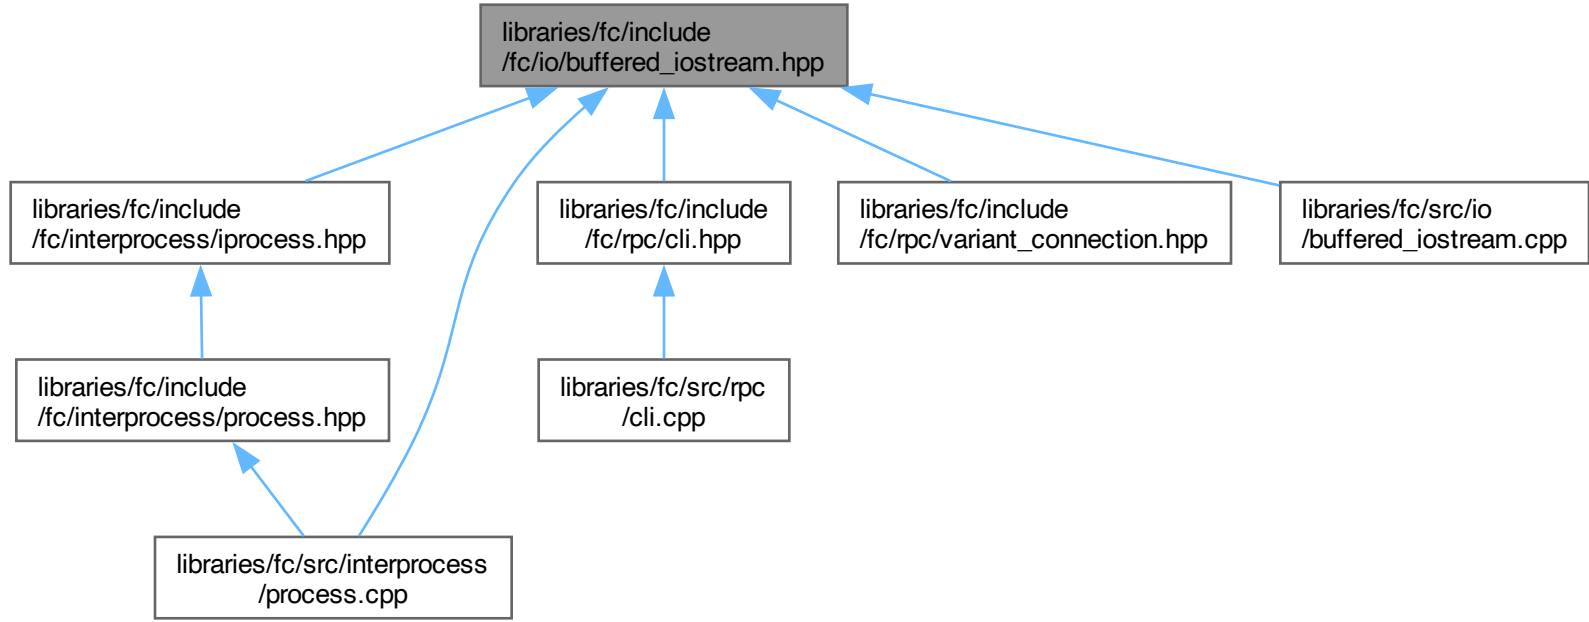 libraries/fc/include
/fc/io/buffered_iostream.hpp
libraries/fc/include
/fc/interprocess/iprocess.hpp
libraries/fc/include
/fc/rpc/cli.hpp
libraries/fc/include
/fc/rpc/variant_connection.hpp
libraries/fc/src/io
/buffered_iostream.cpp
libraries/fc/include
/fc/interprocess/process.hpp
libraries/fc/src/rpc
/cli.cpp
libraries/fc/src/interprocess
/process.cpp